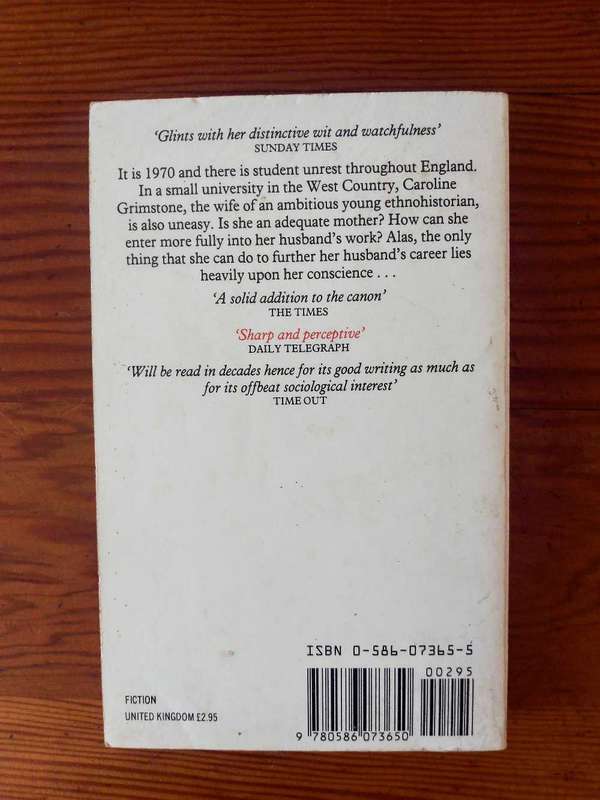 ‘Glints with her distinctive wit and watchfulness’
SUNDAY TIMES
It is 1970 and there is student unrest throughout England.
In a small university in the West Country, Caroline
Grimstone, the wife of an ambitious young ethnohistorian,
is also uneasy. Is she an adequate mother? How can she
enter more fully into her husband’s work? Alas, the only
thing that she can do to further her husband’s career lies
heavily upon her conscience . . .
‘A solid addition to the canon’
THE TIMES
‘Sharp and perceptive’
DAILY TELEGRAPH
‘Will be read in decades hence for its good writing as much as
for its offbeat sociological interest’
TIME OUT
ISBN 0-586-07365-5
00295
FICTION
UNITED KINGDOM £2.95
9 780586 073650